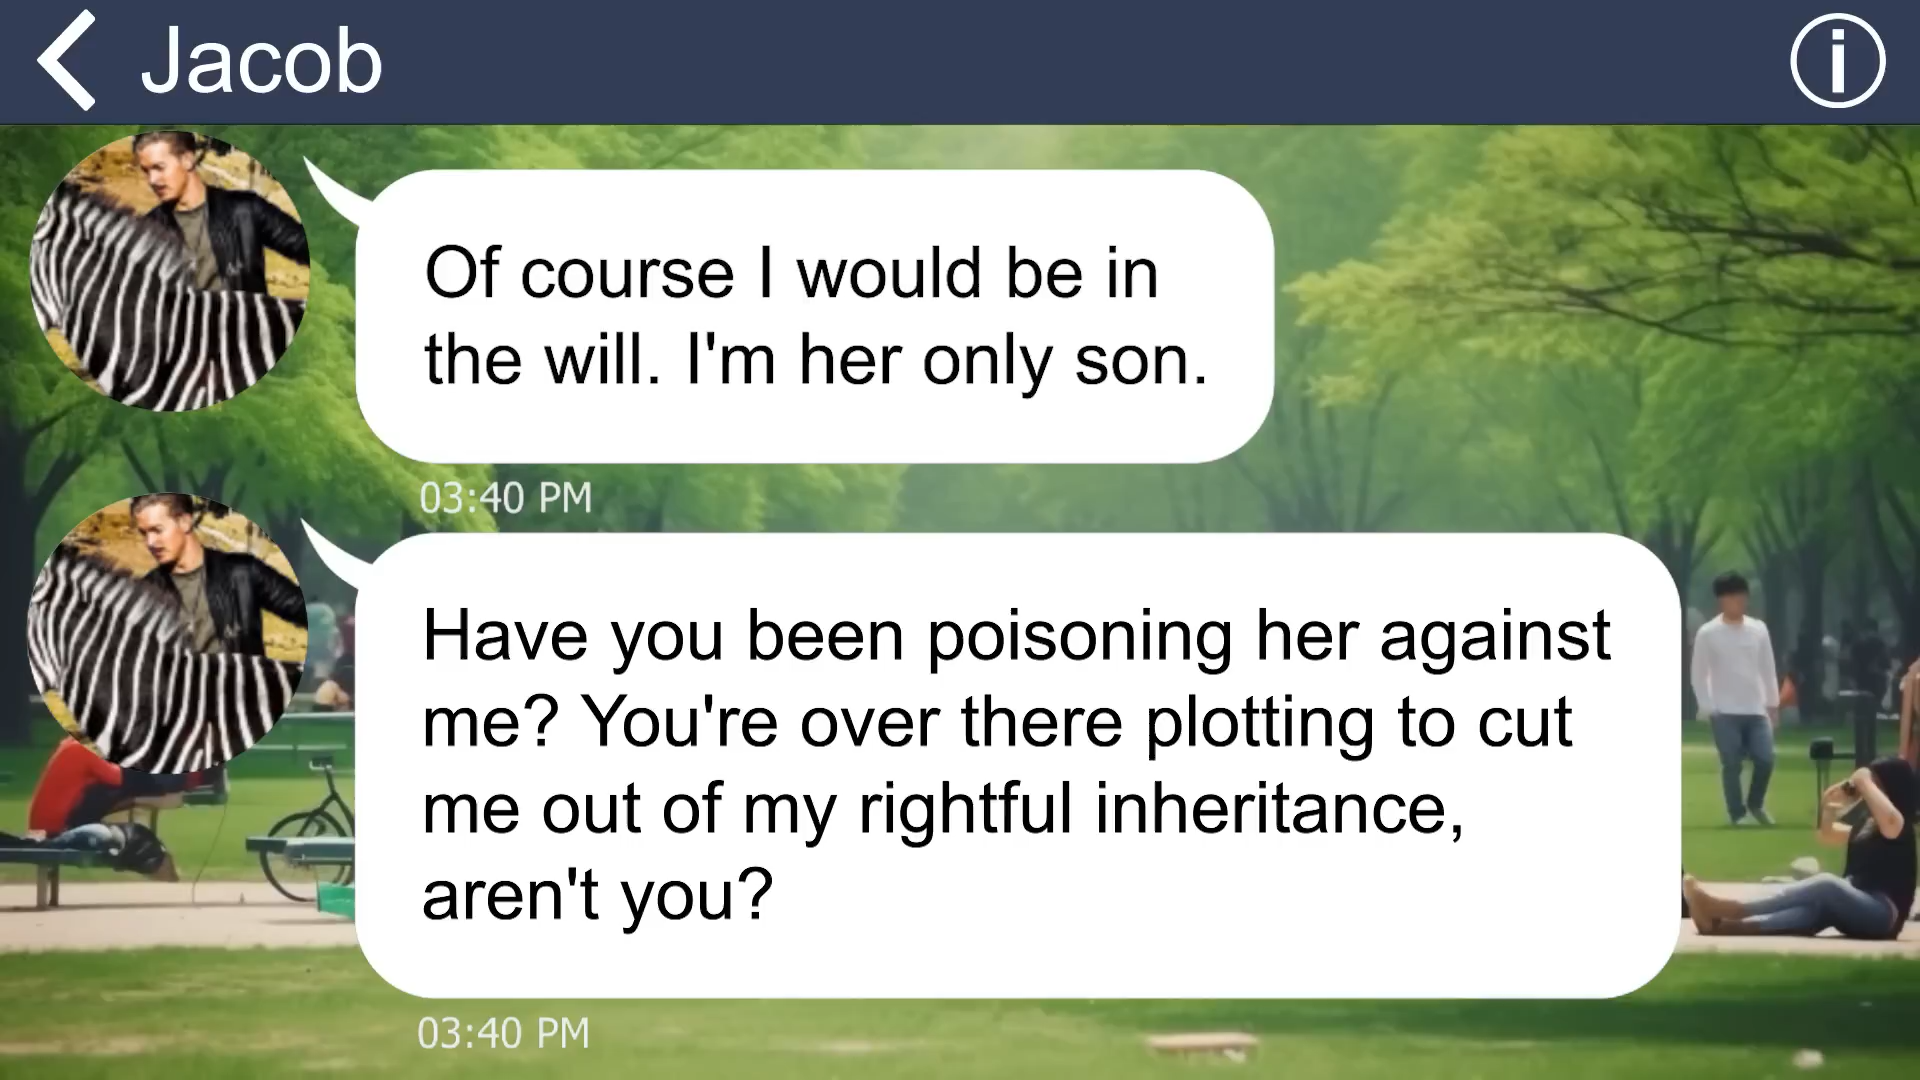 Jacob
Of course I would be in
the will. I'm her only son.
03:40 PM
Have you been poisoning her against
me? You're over there plotting to cut
me out of my rightful inheritance,
aren't you?
03:40 PM